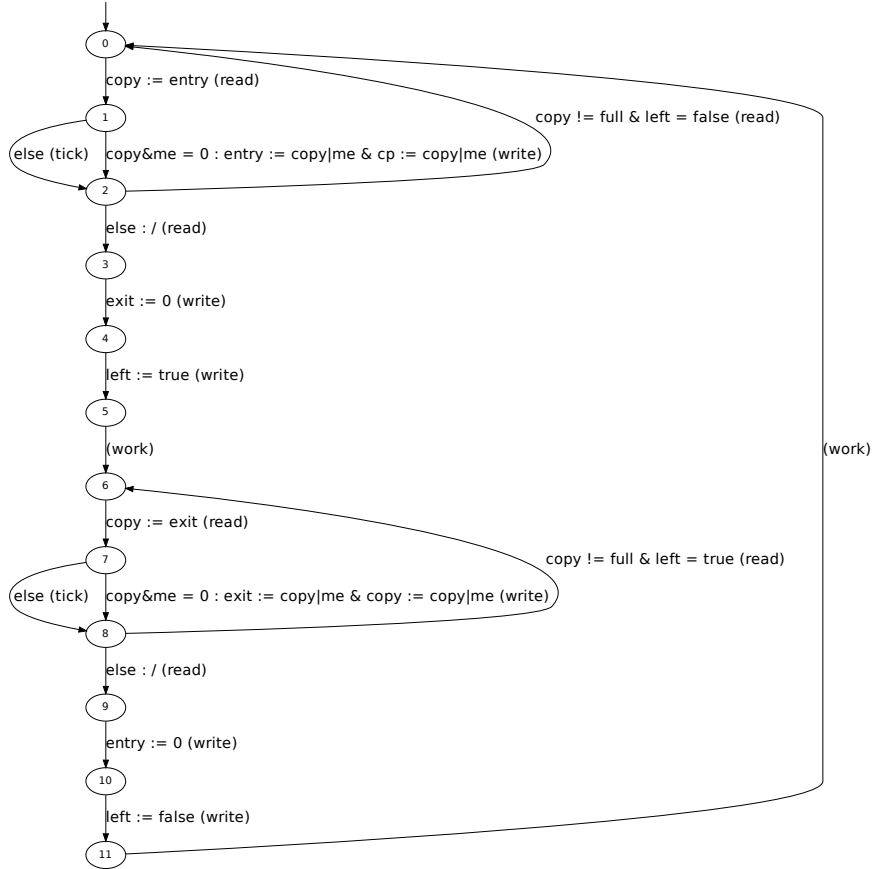 0
copy := entry (read)
copy != full & left = false (read)
1
else (tick)
copy&me = 0 : entry := copy|me & cp := copy|me (write)
2
else : / (read)
3
exit := 0 (write)
4
left := true (write)
5
(work)
(work)
6
copy := exit (read)
copy != full & left = true (read)
7
else (tick)
copy&me = 0 : exit := copy|me & copy := copy|me (write)
8
else : / (read)
9
entry := 0 (write)
10
left := false (write)
11